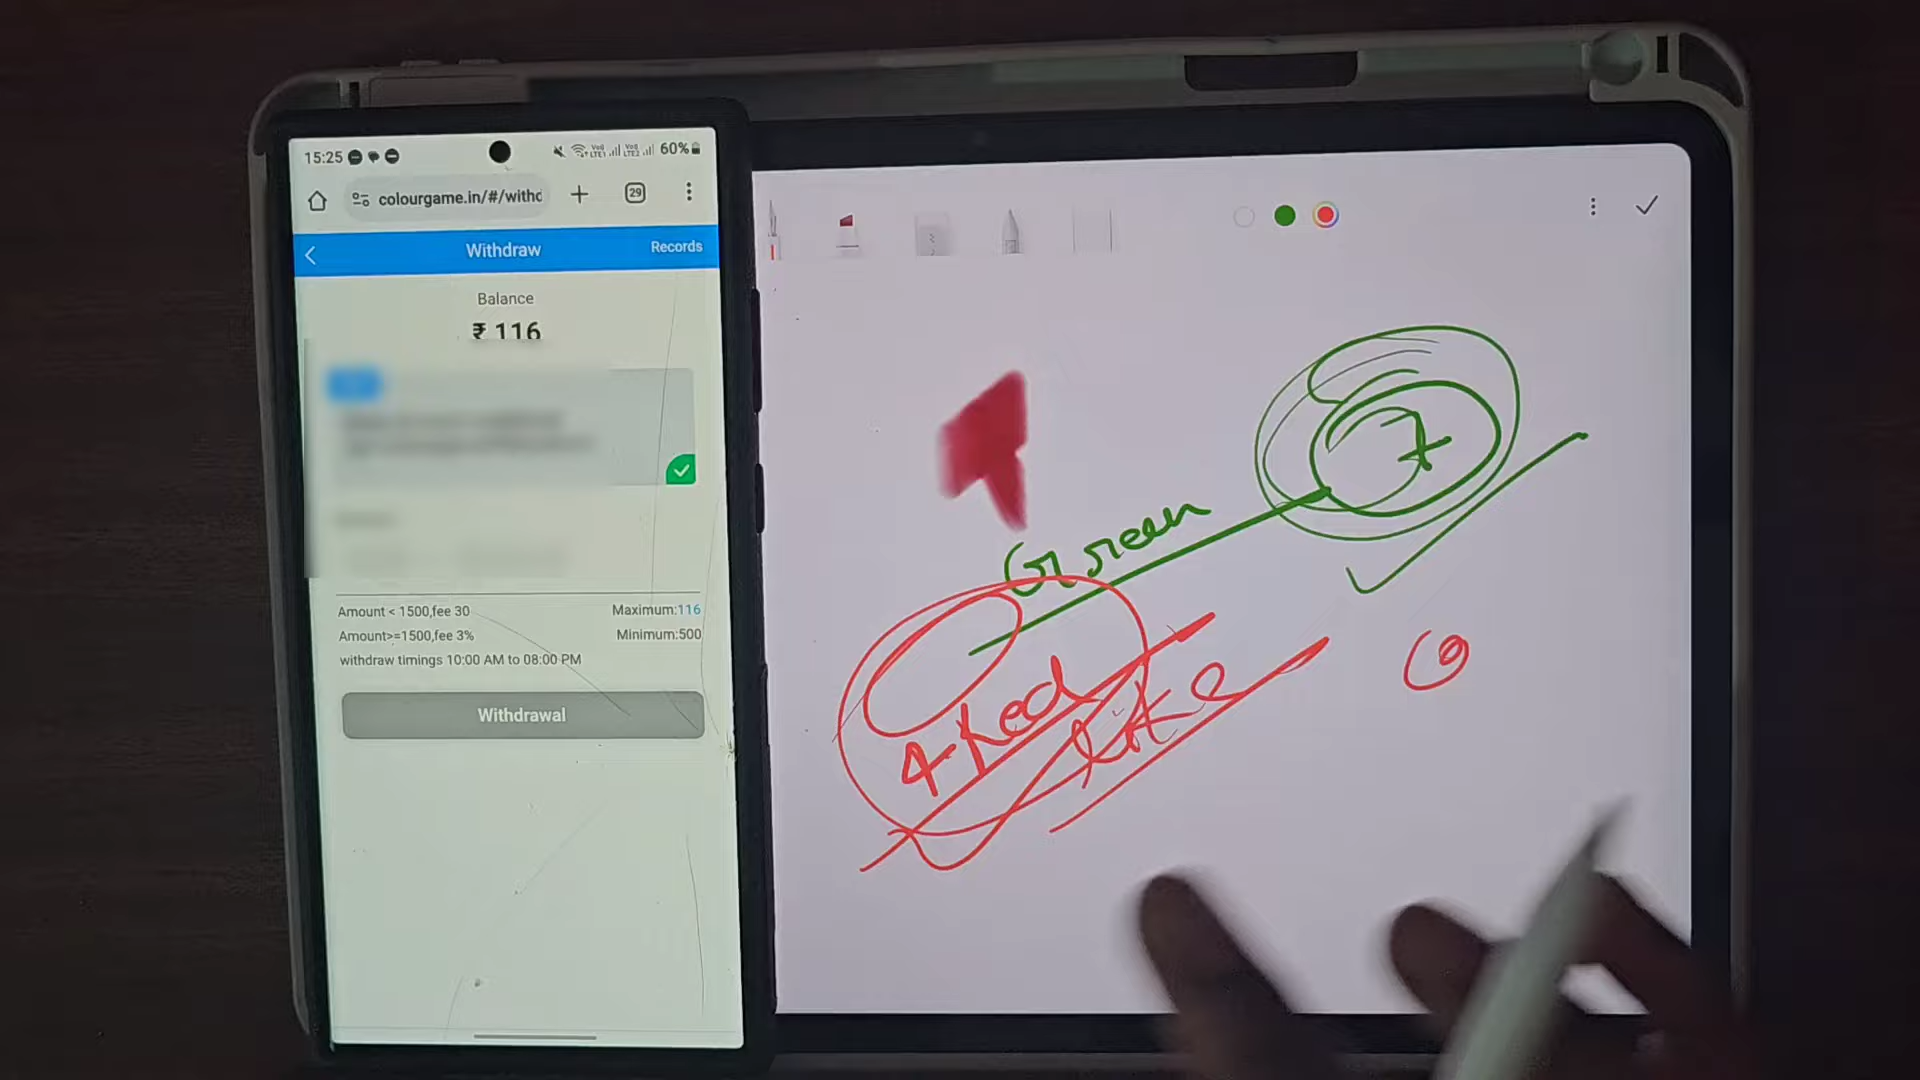 15:25 60%
colourgame.in/#/withd 29
Withdraw Records
Balance
₹ 116
Amount < 1500,fee 30 Maximum:116
Amount>=1500,fee 3% Minimum:500
withdraw timings 10:00 AM to 08:00 PM
Withdrawal
7
Green
Red
like